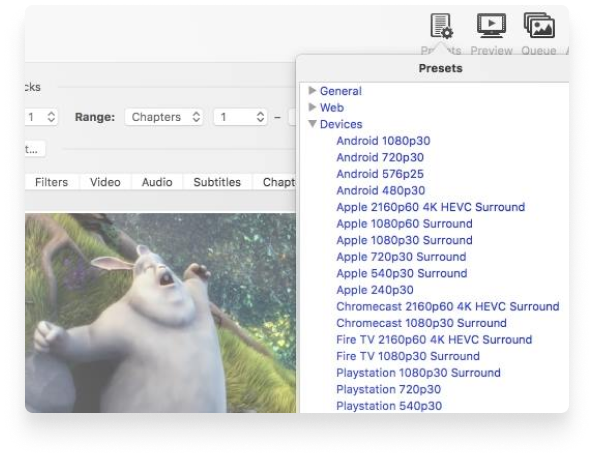 Presets Preview Queue
Presets
cks
1 Range: Chapters 1 –
t...
Filters Video Audio Subtitles Chapt
General
Web
Devices
Android 1080p30
Android 720p30
Android 576p25
Android 480p30
Apple 2160p60 4K HEVC Surround
Apple 1080p60 Surround
Apple 1080p30 Surround
Apple 720p30 Surround
Apple 540p30 Surround
Apple 240p30
Chromecast 2160p60 4K HEVC Surround
Chromecast 1080p30 Surround
Fire TV 2160p60 4K HEVC Surround
Fire TV 1080p30 Surround
Playstation 1080p30 Surround
Playstation 720p30
Playstation 540p30